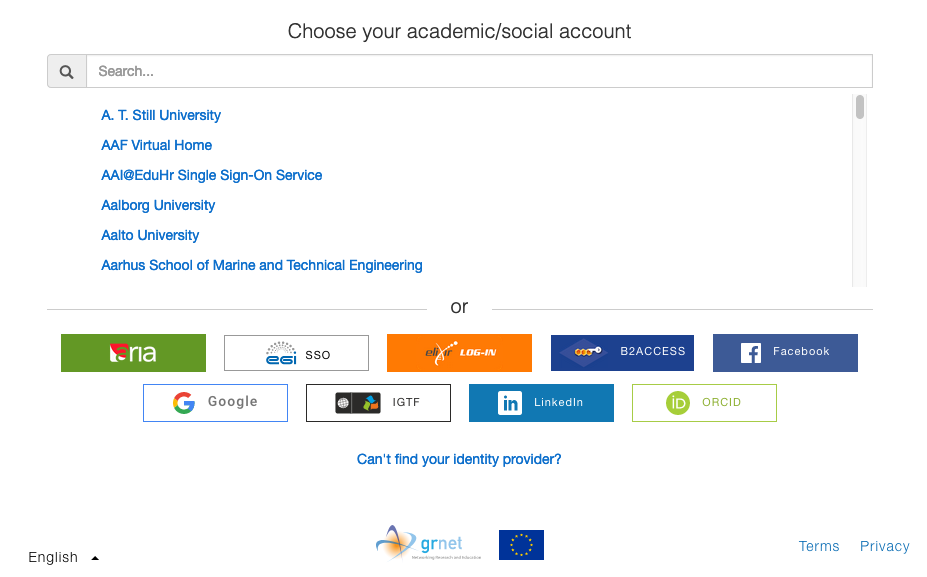 Choose your academic/social account
Search...
A. T. Still University
AAF Virtual Home
AAI@EduHr Single Sign-On Service
Aalborg University
Aalto University
Aarhus School of Marine and Technical Engineering
or
aria
egi SSO
elixir LOG-IN
B2ACCESS
Facebook
Google
IGTF
in LinkedIn
iD ORCID
Can't find your identity provider?
English
grnet
Networking Research and Education
Terms Privacy